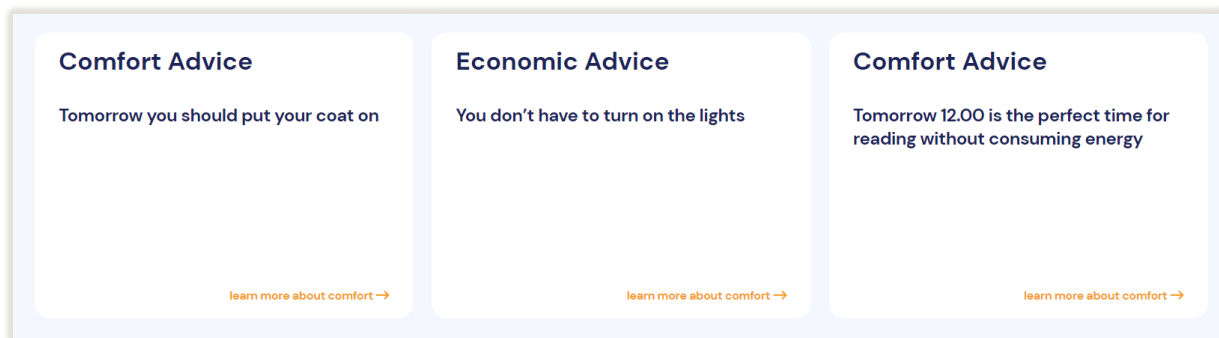 Comfort Advice
Tomorrow you should put your coat on
learn more about comfort →
Economic Advice
You don’t have to turn on the lights
learn more about comfort →
Comfort Advice
Tomorrow 12.00 is the perfect time for
reading without consuming energy
learn more about comfort →